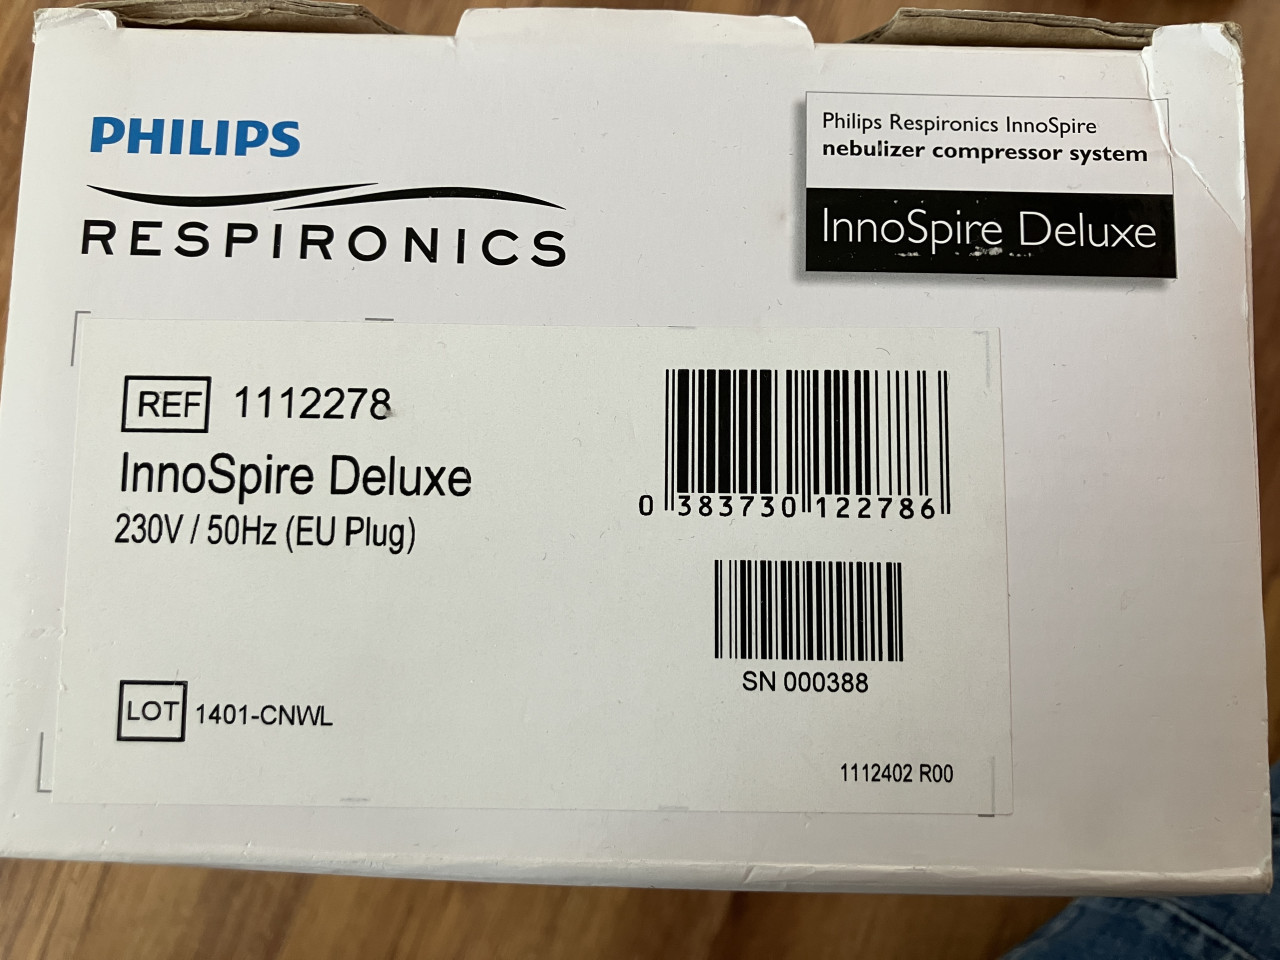 PHILIPS
RESPIRONICS
Philips Respironics InnoSpire
nebulizer compressor system
InnoSpire Deluxe
REF 1112278
InnoSpire Deluxe
230V / 50Hz (EU Plug)
0 383730 122786
SN 000388
LOT 1401-CNWL
1112402 R00